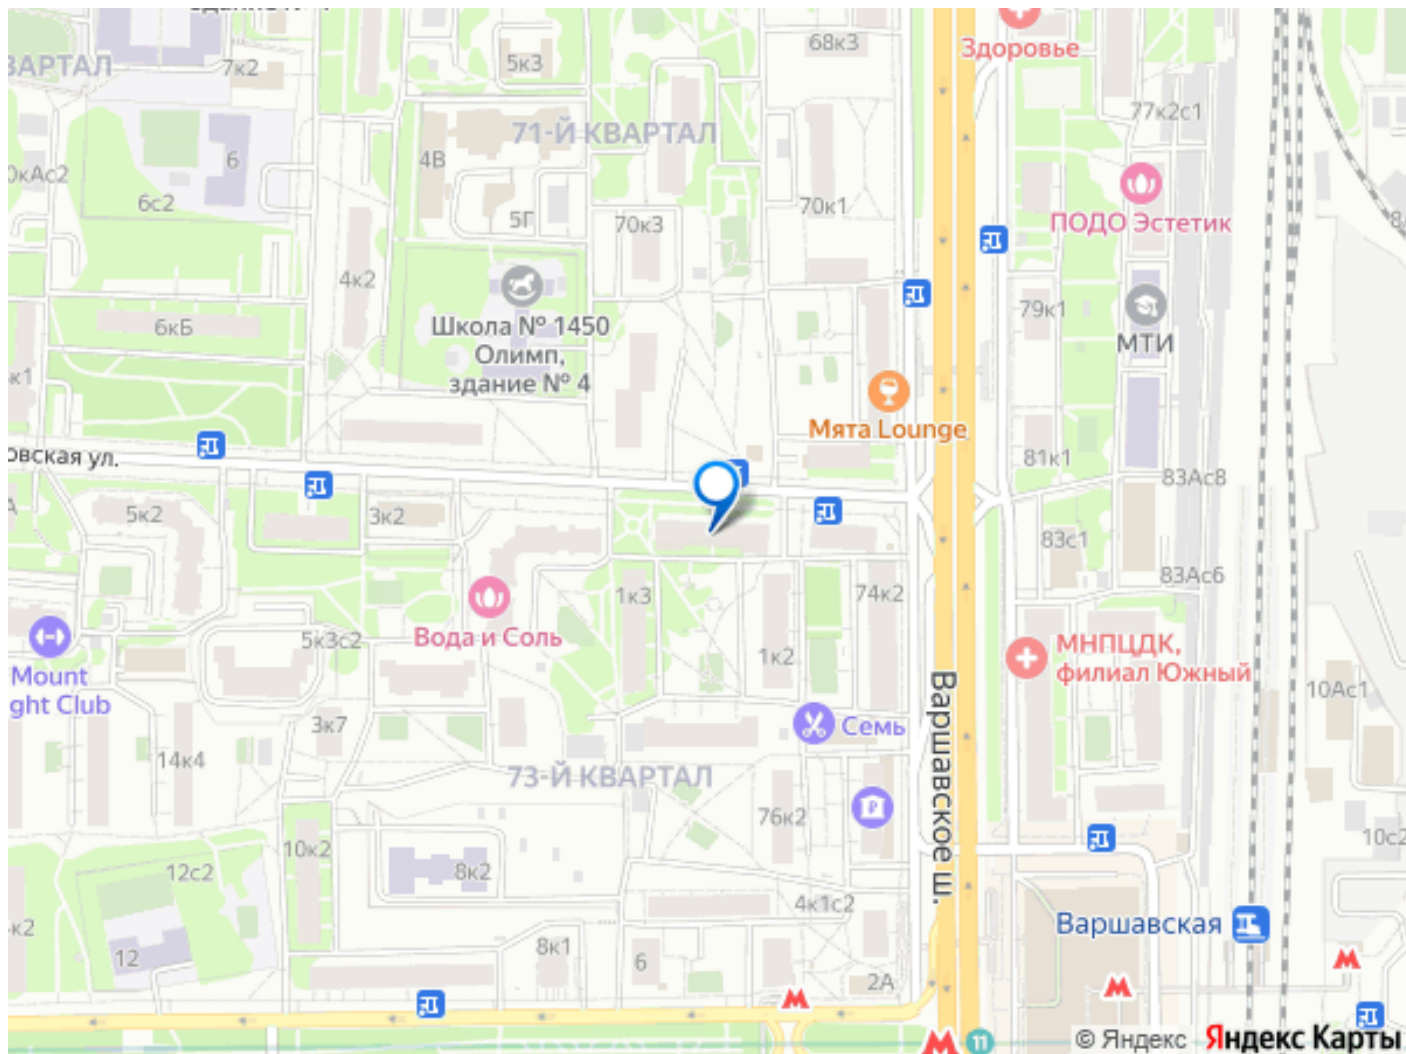 ВАРТАЛ
7к2
5к3
68к3
Здоровье
77к2с1
71-Й КВАРТАЛ
4В
6
0кАс2
6с2
5Г
70к3
70к1
ПОДО Эстетик
4к2
79к1
МТИ
6кБ
Школа № 1450
Олимп,
здание № 4
к1
Мята Lounge
овская ул.
81к1
83Ас8
5к2
3к2
83с1
83Ас6
1к3
74к2
Вода и Соль
5к3с2
1к2
МНПЦДК,
филиал Южный
Mount
ght Club
10Ас1
Варшавское ш.
3к7
Семь
14к4
73-Й КВАРТАЛ
76к2
10к2
10с2
12с2
8к2
4к1с2
Варшавская
к2
12
8к1
6
2А
11
© Яндекс Яндекс Карты